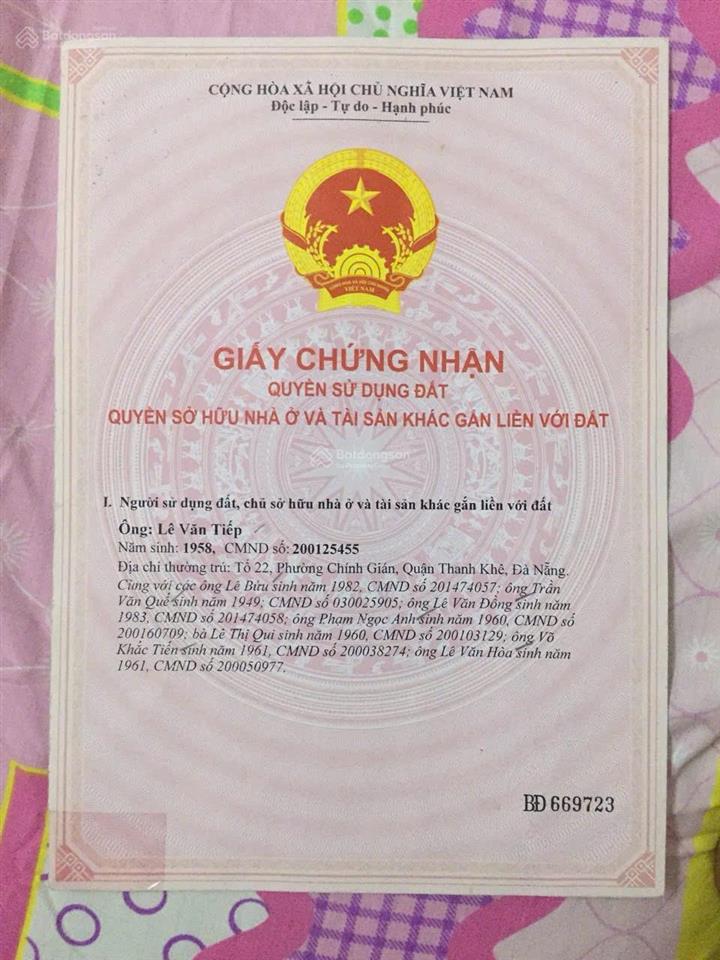 Batdongsan
CỘNG HÒA XÃ HỘI CHỦ NGHĨA VIỆT NAM
Độc lập - Tự do - Hạnh phúc
VIỆT NAM
GIẤY CHỨNG NHẬN
QUYỀN SỬ DỤNG ĐẤT
QUYỀN SỞ HỮU NHÀ Ở VÀ TÀI SẢN KHÁC GẮN LIỀN VỚI ĐẤT
Batdongsan
I. Người sử dụng đất, chủ sở hữu nhà ở và tài sản khác gắn liền với đất
Ông: Lê Văn Tiếp
Năm sinh: 1958, CMND số: 200125455
Địa chỉ thường trú: Tổ 22, Phường Chính Gián, Quận Thanh Khê, Đà Nẵng.
Cùng với các ông Lê Bửu sinh năm 1982, CMND số 201474057; ông Trần
Văn Quế sinh năm 1949; CMND số 030025905; ông Lê Văn Đồng sinh năm
1983, CMND số 201474058; ông Phạm Ngọc Anh sinh năm 1960, CMND số
200160709; bà Lê Thị Qui sinh năm 1960, CMND số 200103129; ông Võ
Khắc Tiến sinh năm 1961, CMND số 200038274; ông Lê Văn Hòa sinh năm
1961, CMND số 200050977.
BĐ 669723